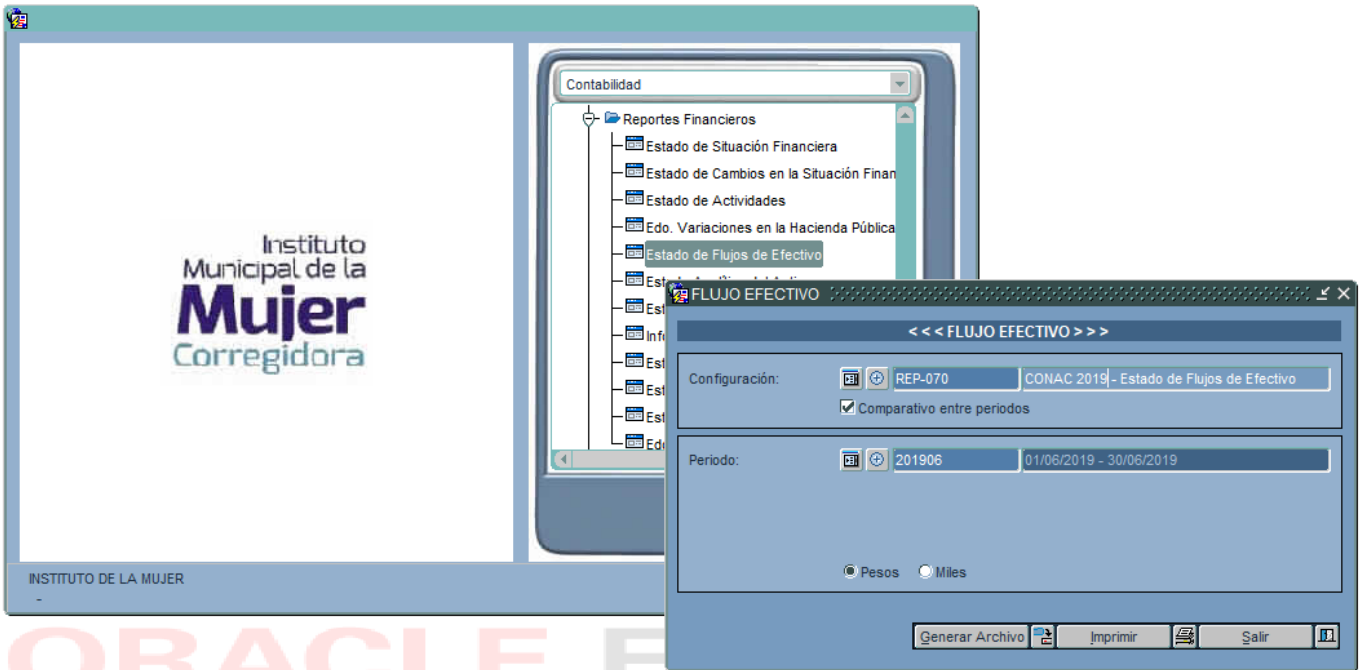 Contabilidad
Reportes Financieros
Estado de Situación Financiera
Estado de Cambios en la Situación Finan
Estado de Actividades
Edo. Variaciones en la Hacienda Pública
Estado de Flujos de Efectivo
Instituto
Municipal de la
Mujer
Corregidora
INSTITUTO DE LA MUJER
-
FLUJO EFECTIVO
< < < FLUJO EFECTIVO > > >
Configuración: REP-070 CONAC 2019 - Estado de Flujos de Efectivo
Comparativo entre periodos
Periodo: 201906 01/06/2019 - 30/06/2019
Pesos Miles
Generar Archivo Imprimir Salir
ORACLE